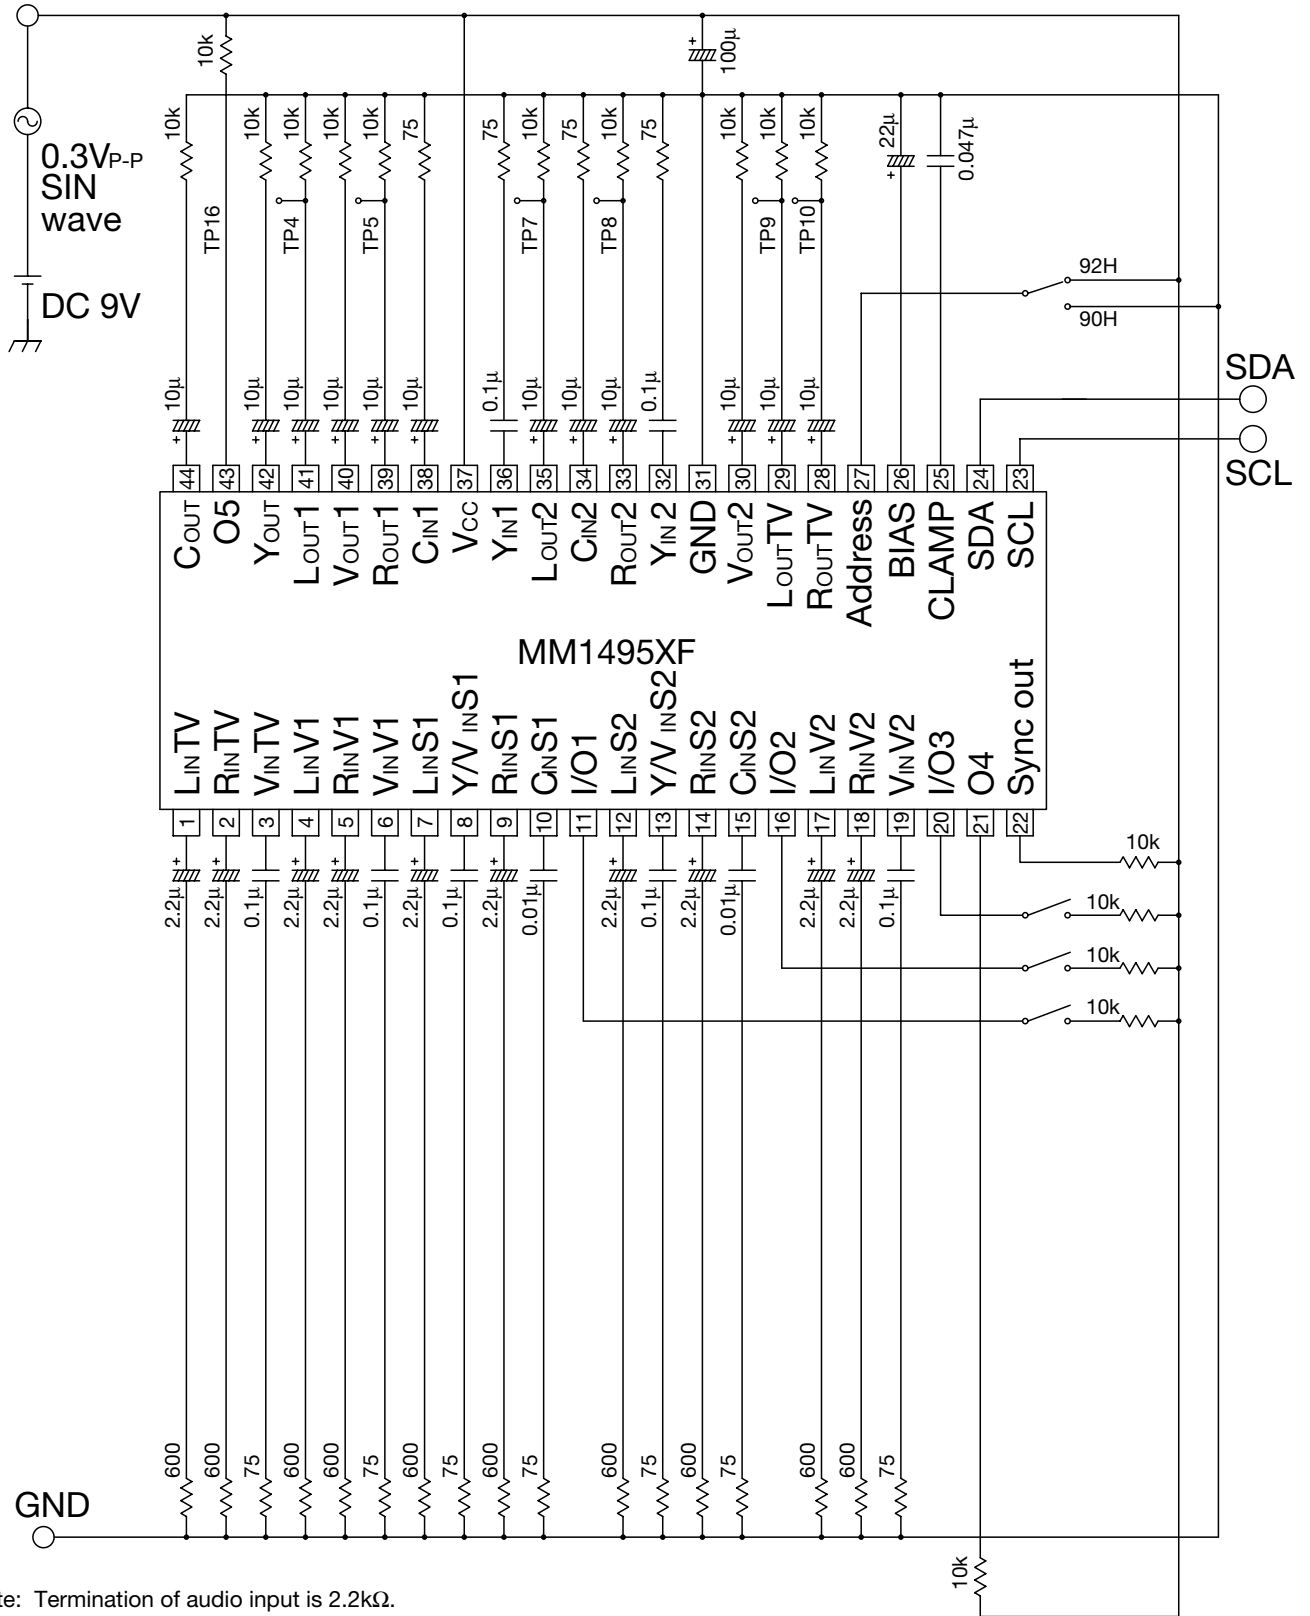 10k
100μ
10k 10k 10k 10k 10k 75 75 10k 75 10k 75 10k 10k 10k 22μ 0.047μ
0.3VP-P
SIN
wave
TP16 TP4 TP5 TP7 TP8 TP9 TP10
DC 9V
92H
90H
SDA
SCL
10μ 10μ 10μ 10μ 10μ 10μ 0.1μ 10μ 10μ 10μ 0.1μ 10μ 10μ 10μ
+ + + + + + + + + + + + + +
44 43 42 41 40 39 38 37 36 35 34 33 32 31 30 29 28 27 26 25 24 23
COUT O5 YOUT LOUT1 VOUT1 ROUT1 CIN1 VCC YIN1 LOUT2 CIN2 ROUT2 YIN2 GND VOUT2 LOUTTV ROUTTV Address BIAS CLAMP SDA SCL
MM1495XF
LINTV RINTV VINTV LINV1 RINV1 VINV1 LINS1 Y/VINS1 RINS1 CINS1 I/O1 LINS2 Y/VINS2 RINS2 CINS2 I/O2 LINV2 RINV2 VINV2 I/O3 O4 Sync out
1 2 3 4 5 6 7 8 9 10 11 12 13 14 15 16 17 18 19 20 21 22
+ + + + + + + + + +
2.2μ 2.2μ 0.1μ 2.2μ 2.2μ 0.1μ 2.2μ 0.1μ 2.2μ 0.01μ 2.2μ 0.1μ 2.2μ 0.01μ 2.2μ 2.2μ 0.1μ
10k
10k
10k
10k
600 600 75 600 600 75 600 75 600 75 600 75 600 75 600 600 75
GND
10k
te: Termination of audio input is 2.2kΩ.